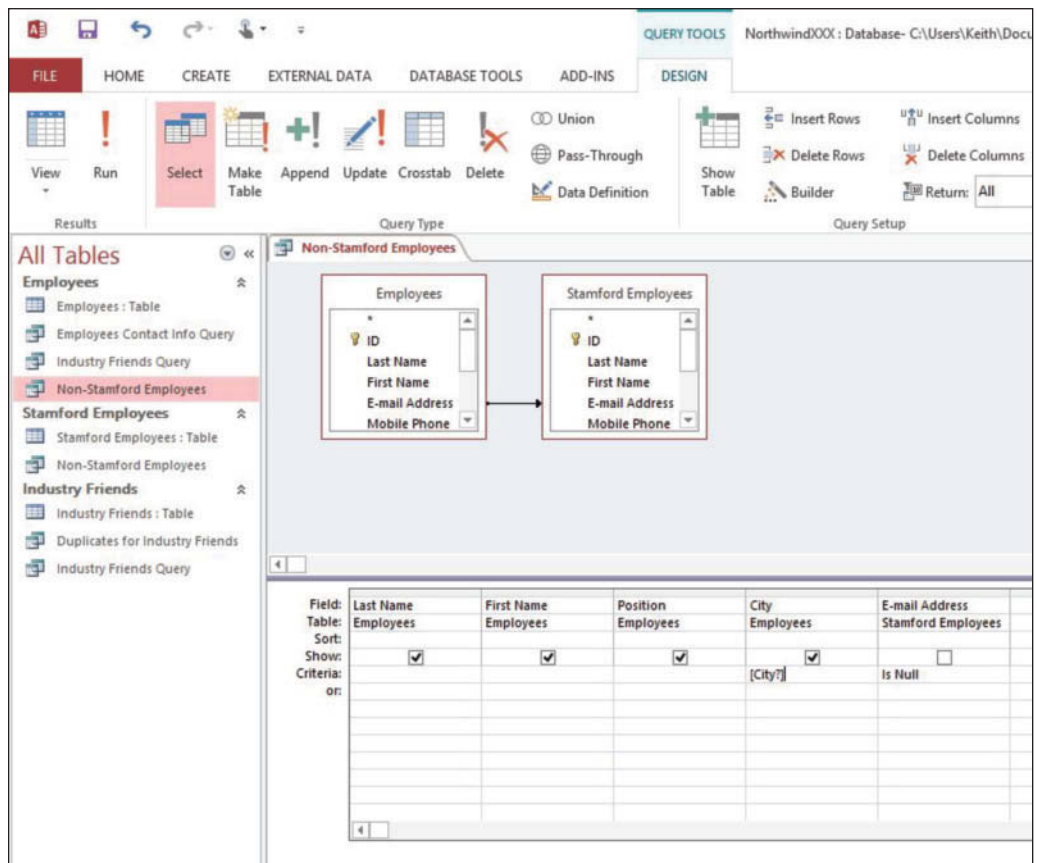 QUERY TOOLS NorthwindXXX : Database- C:\Users\Keith\Docu
FILE HOME CREATE EXTERNAL DATA DATABASE TOOLS ADD-INS DESIGN
View Run Select Make Table Append Update Crosstab Delete
Union
Pass-Through
Data Definition
Show Table
Insert Rows
Delete Rows
Builder
Insert Columns
Delete Columns
Return: All
Results Query Type Query Setup
All Tables
Employees
Employees : Table
Employees Contact Info Query
Industry Friends Query
Non-Stamford Employees
Stamford Employees
Stamford Employees : Table
Non-Stamford Employees
Industry Friends
Industry Friends : Table
Duplicates for Industry Friends
Industry Friends Query
Non-Stamford Employees
Employees
*
ID
Last Name
First Name
E-mail Address
Mobile Phone
Stamford Employees
*
ID
Last Name
First Name
E-mail Address
Mobile Phone
Field: Last Name First Name Position City E-mail Address
Table: Employees Employees Employees Employees Stamford Employees
Sort:
Show:
Criteria: [City?] Is Null
or: